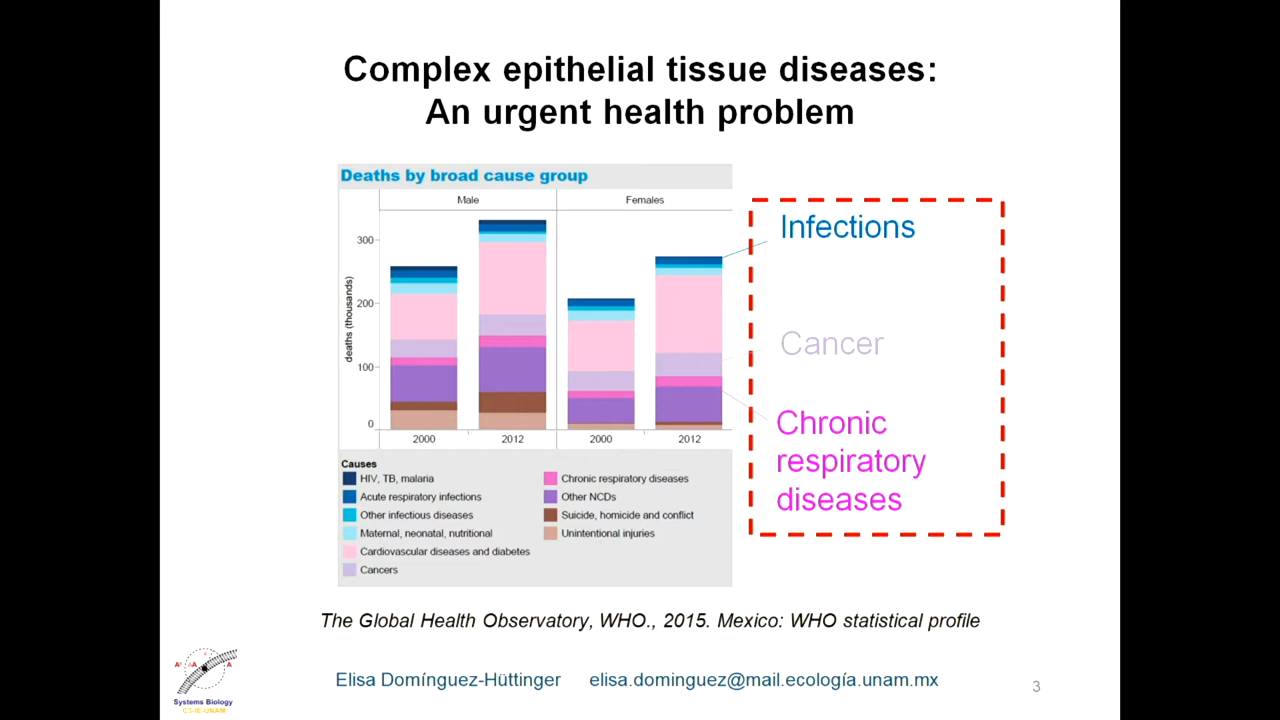 Complex epithelial tissue diseases:
An urgent health problem
Deaths by broad cause group
Male
Females
deaths (thousands)
300
200
100
0
2000
2012
2000
2012
Causes
HIV, TB, malaria
Acute respiratory infections
Other infectious diseases
Maternal, neonatal, nutritional
Cardiovascular diseases and diabetes
Cancers
Chronic respiratory diseases
Other NCDs
Suicide, homicide and conflict
Unintentional injuries
Infections
Cancer
Chronic
respiratory
diseases
The Global Health Observatory, WHO., 2015. Mexico: WHO statistical profile
Systems Biology
Elisa Domínguez-Hüttinger elisa.dominguez@mail.ecología.unam.mx
3